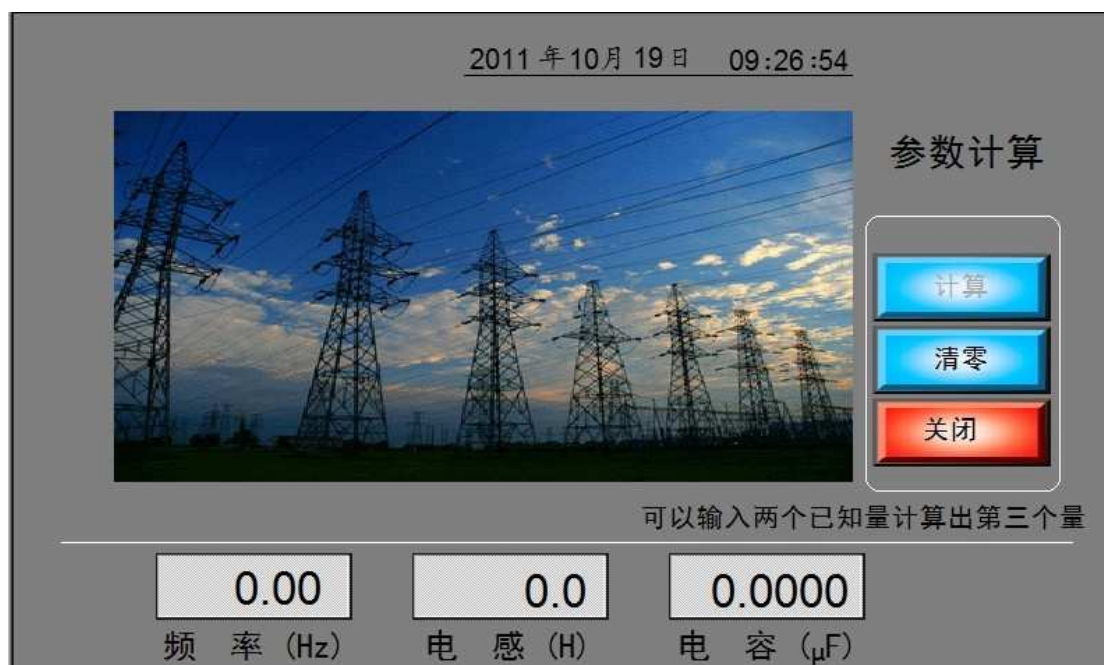 2011 年 10月 19日 09:26:54
参数计算
计算
清零
关闭
可以输入两个已知量计算出第三个量
0.00 0.0 0.0000
频 率 (Hz) 电 感 (H) 电 容 (μF)